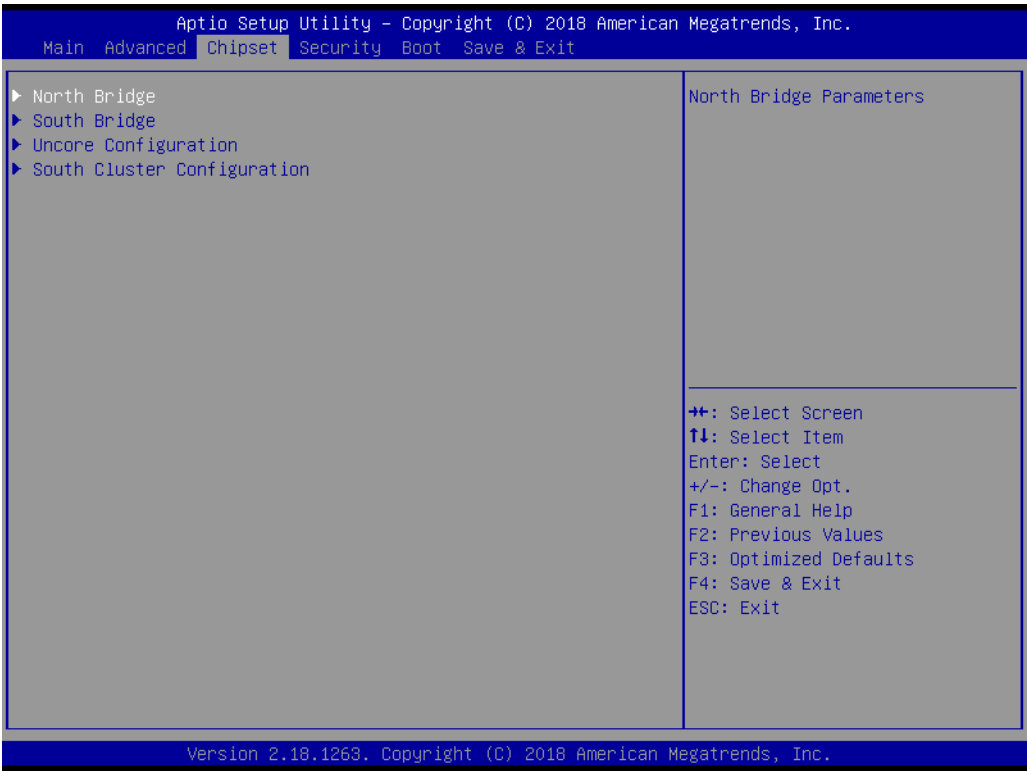 Aptio Setup Utility – Copyright (C) 2018 American Megatrends, Inc.
Main Advanced Chipset Security Boot Save & Exit
▶ North Bridge
▶ South Bridge
▶ Uncore Configuration
▶ South Cluster Configuration
North Bridge Parameters
→←: Select Screen
↑↓: Select Item
Enter: Select
+/-: Change Opt.
F1: General Help
F2: Previous Values
F3: Optimized Defaults
F4: Save & Exit
ESC: Exit
Version 2.18.1263. Copyright (C) 2018 American Megatrends, Inc.